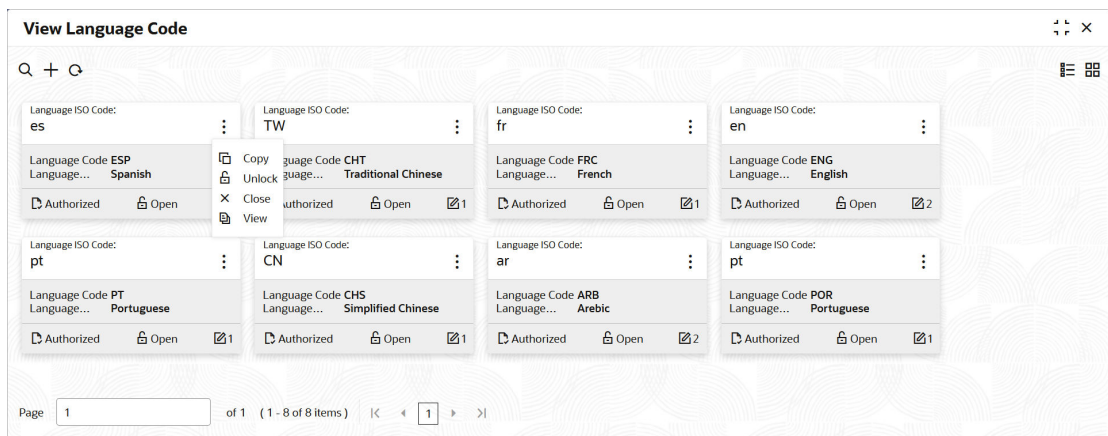 View Language Code
Language ISO Code:
es
Language Code ESP
Language... Spanish
Authorized Open
Copy
Unlock
Close
View
Language ISO Code:
TW
guage Code CHT
guage... Traditional Chinese
uthorized Open 1
Language ISO Code:
fr
Language Code FRC
Language... French
Authorized Open 1
Language ISO Code:
en
Language Code ENG
Language... English
Authorized Open 2
Language ISO Code:
pt
Language Code PT
Language... Portuguese
Authorized Open 1
Language ISO Code:
CN
Language Code CHS
Language... Simplified Chinese
Authorized Open 1
Language ISO Code:
ar
Language Code ARB
Language... Arebic
Authorized Open 2
Language ISO Code:
pt
Language Code POR
Language... Portuguese
Authorized Open 1
Page 1 of 1 ( 1 - 8 of 8 items ) 1